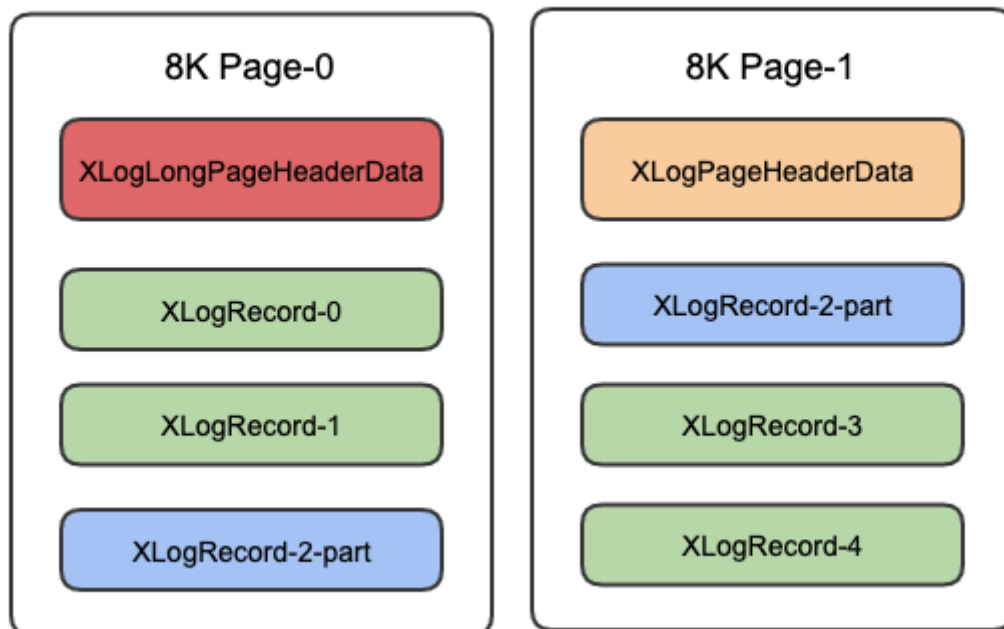 8K Page-0
XLogLongPageHeaderData
XLogRecord-0
XLogRecord-1
XLogRecord-2-part
8K Page-1
XLogPageHeaderData
XLogRecord-2-part
XLogRecord-3
XLogRecord-4